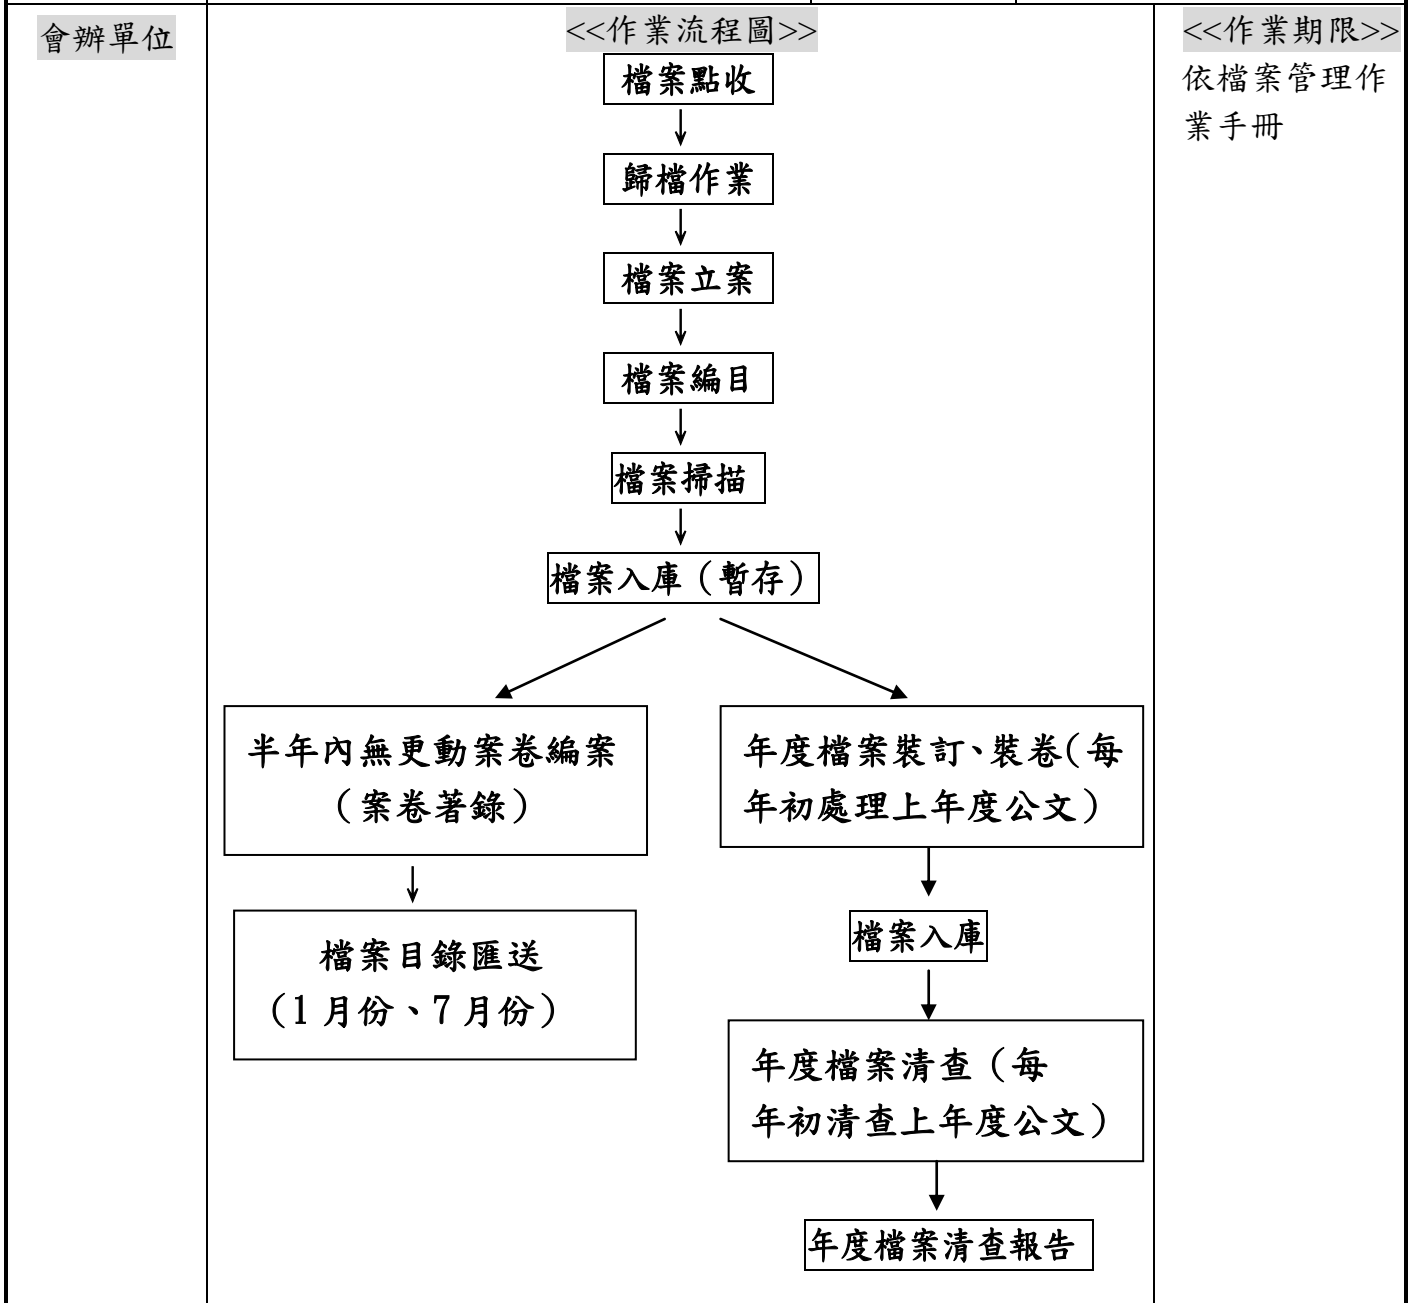 會辦單位
<<作業流程圖>>
檔案點收
歸檔作業
檔案立案
檔案編目
檔案掃描
檔案入庫（暫存）
半年內無更動案卷編案
（案卷著錄）
檔案目錄匯送
（1 月份、7 月份）
年度檔案裝訂、裝卷（每
年初處理上年度公文）
檔案入庫
年度檔案清查（每
年初清查上年度公文）
年度檔案清查報告
<<作業期限>>
依檔案管理作
業手冊